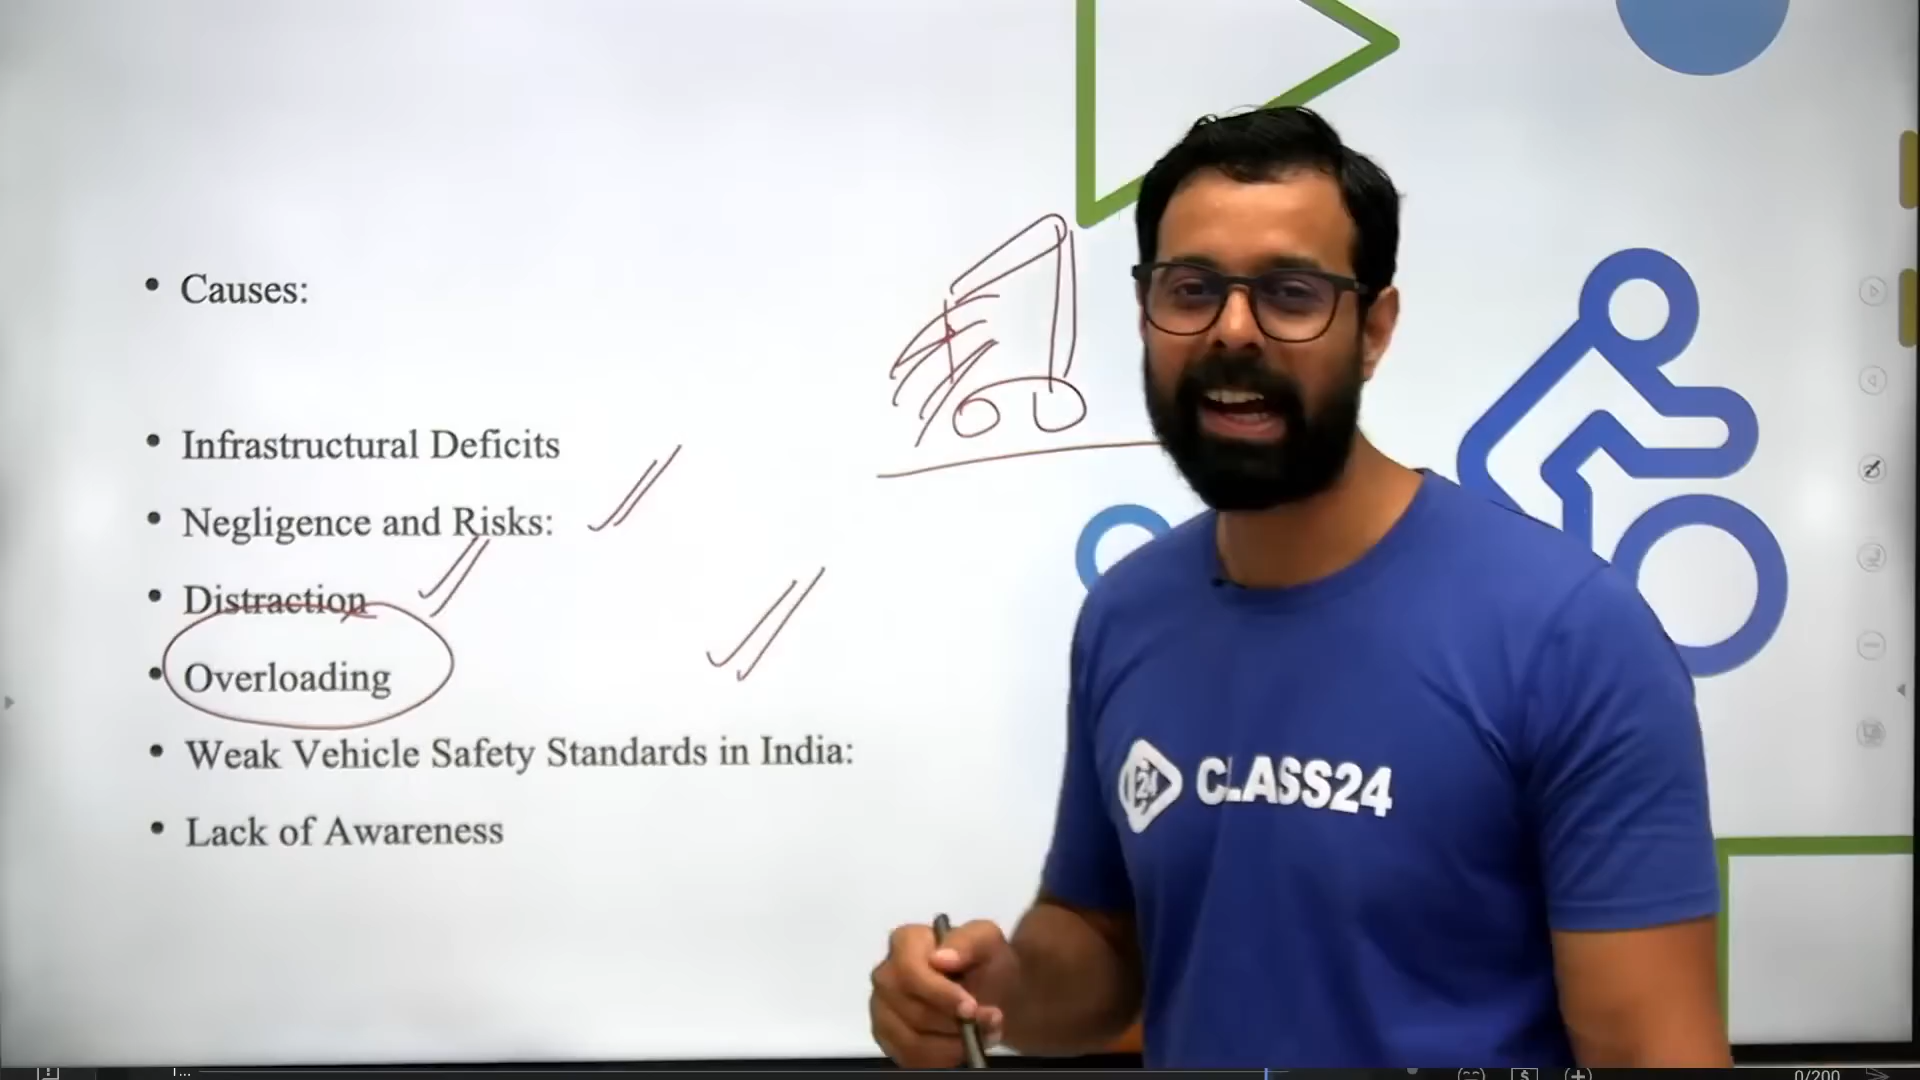 • Causes:
• Infrastructural Deficits
• Negligence and Risks:
• Distraction
• Overloading
• Weak Vehicle Safety Standards in India:
• Lack of Awareness
24 CLASS24
T...
0/200